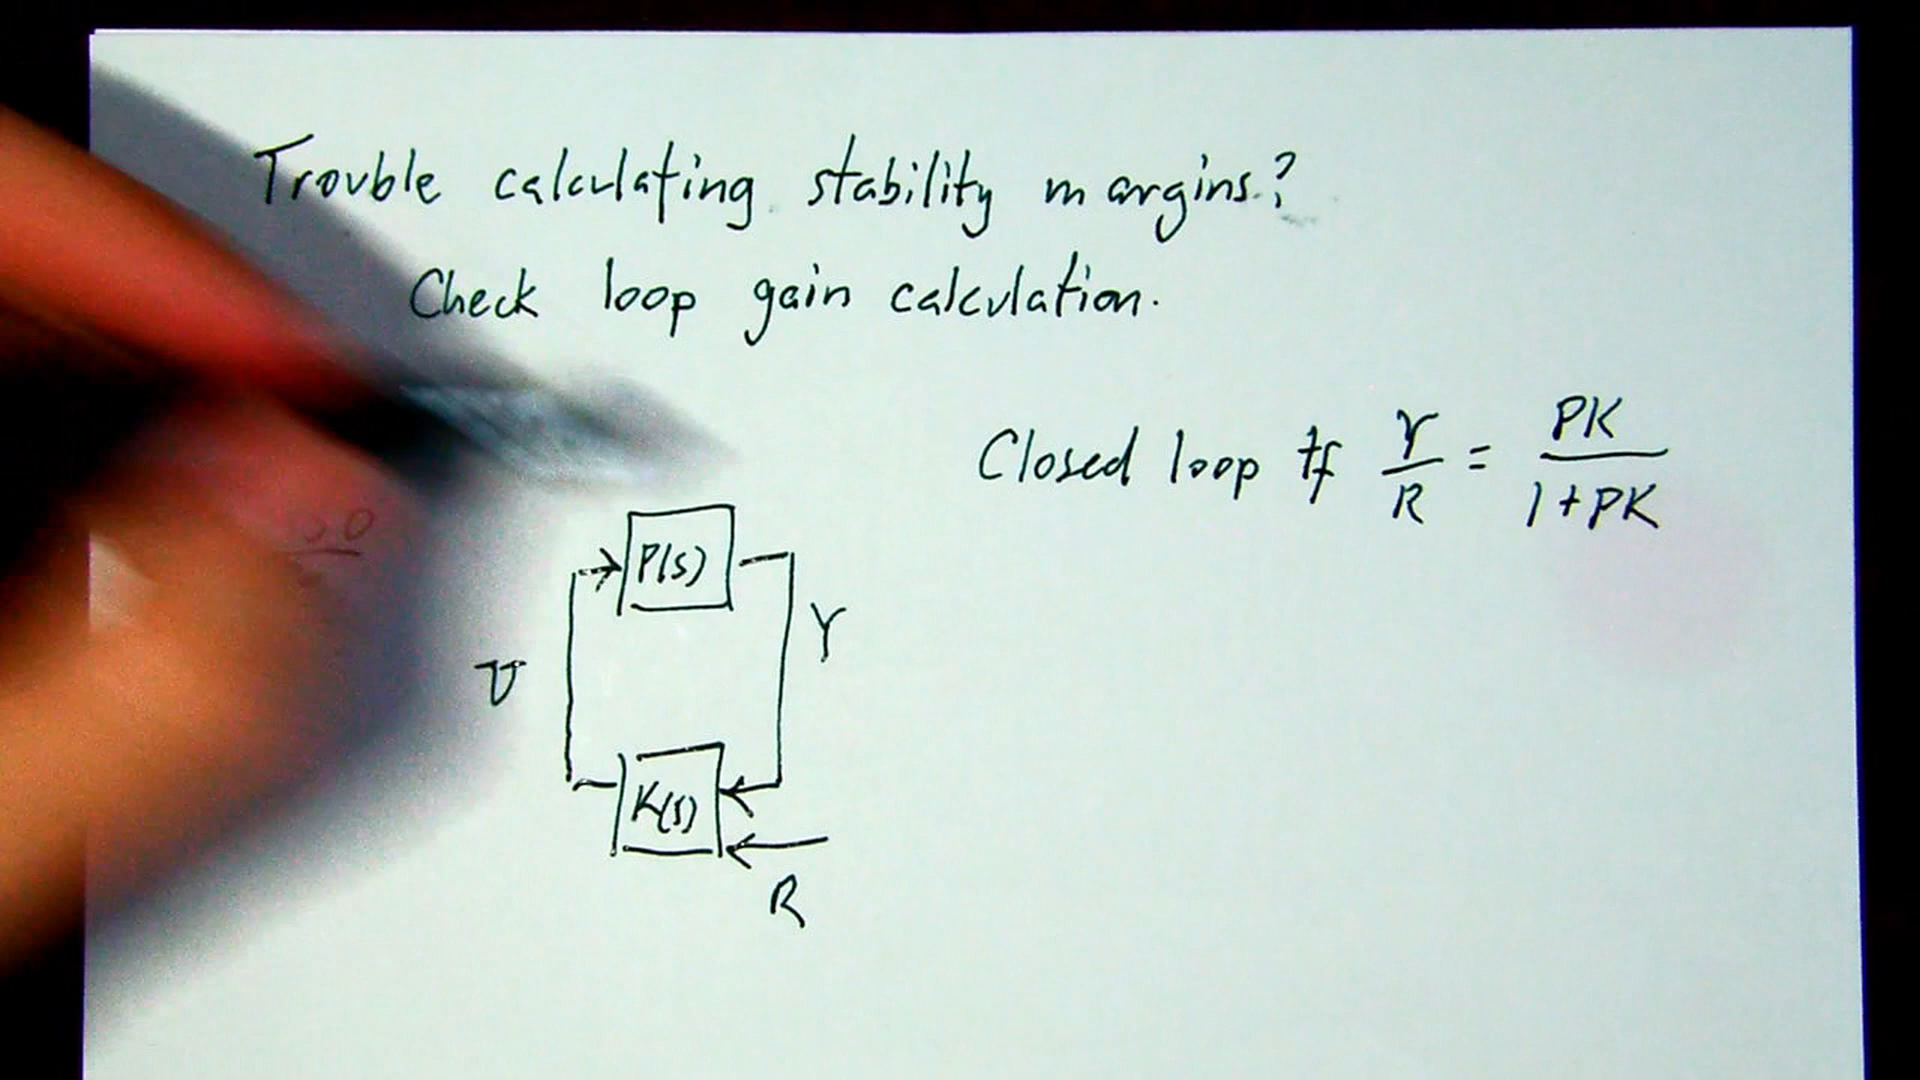 Trouble calculating stability margins?
Check loop gain calculation.
Closed loop tf Y/R = PK/1+PK
P(s)
Y
U
K(s)
R